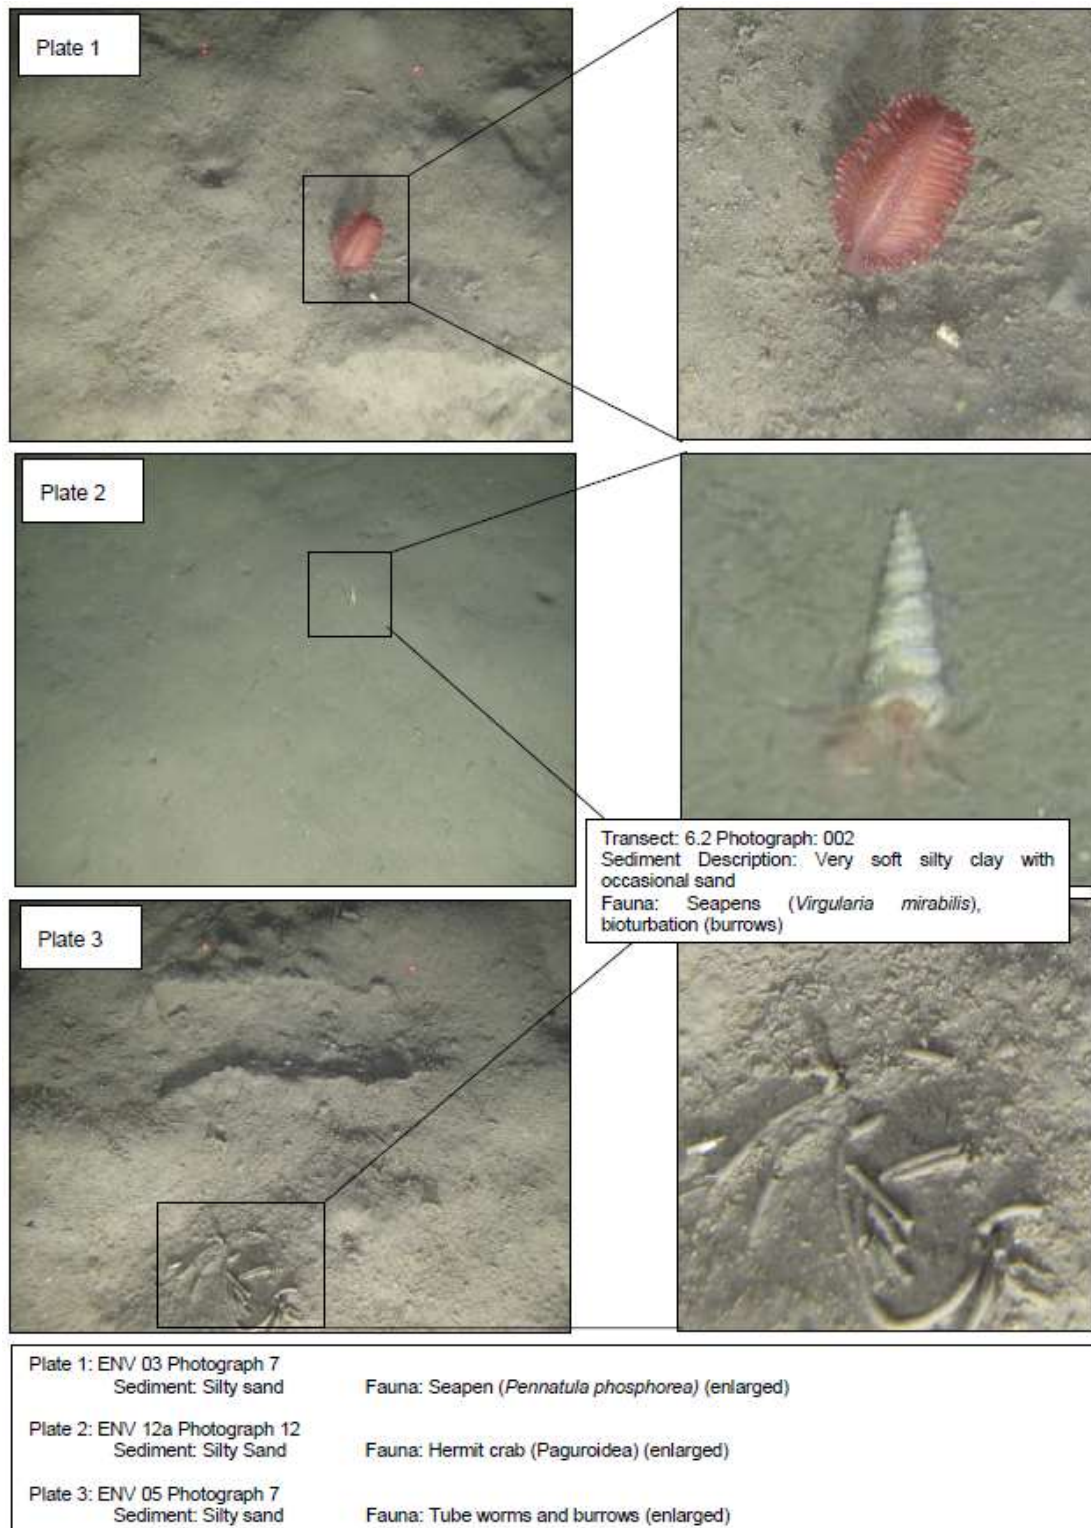 Plate 1
Plate 2
Transect: 6.2 Photograph: 002
Sediment Description: Very soft silty clay with
occasional sand
Fauna: Seapens (Virgularia mirabilis),
bioturbation (burrows)
Plate 3
Plate 1: ENV 03 Photograph 7
Sediment: Silty sand Fauna: Seapen (Pennatula phosphorea) (enlarged)
Plate 2: ENV 12a Photograph 12
Sediment: Silty Sand Fauna: Hermit crab (Paguroidea) (enlarged)
Plate 3: ENV 05 Photograph 7
Sediment: Silty sand Fauna: Tube worms and burrows (enlarged)